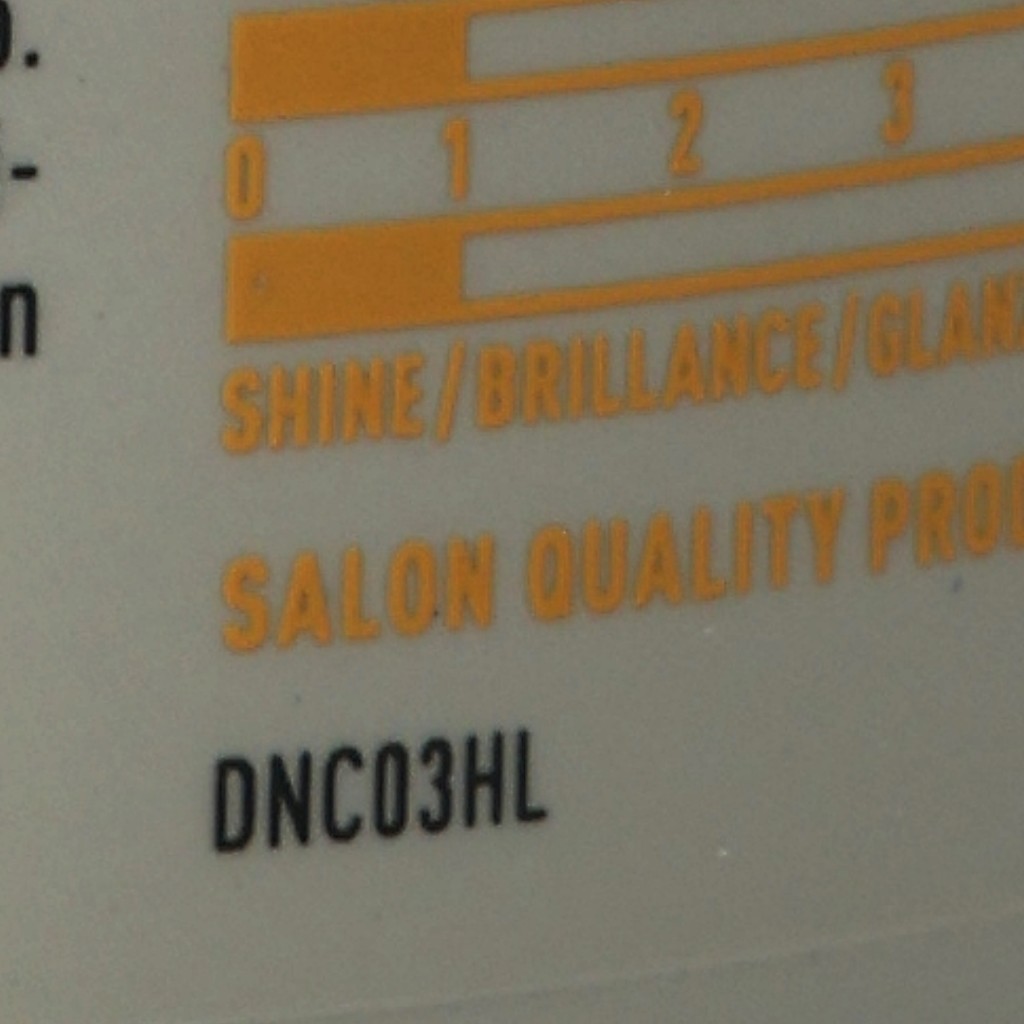 0 1 2 3
SHINE/BRILLANCE/GLAN
SALON QUALITY PRO
DNC03HL